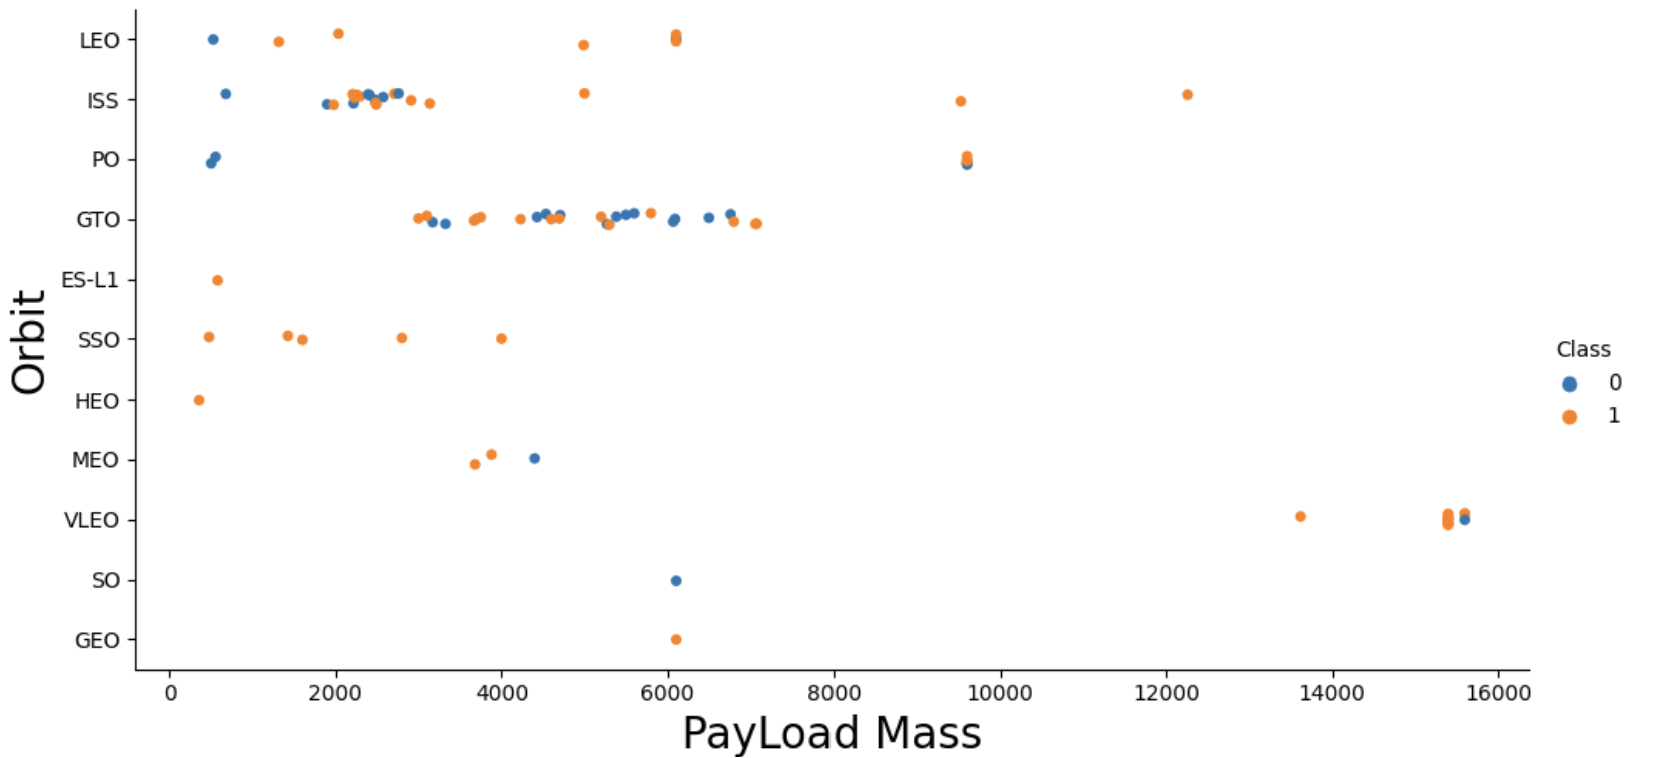 LEO
ISS
PO
GTO
ES-L1
SSO
HEO
MEO
VLEO
SO
GEO
Orbit
0 2000 4000 6000 8000 10000 12000 14000 16000
PayLoad Mass
Class
0
1